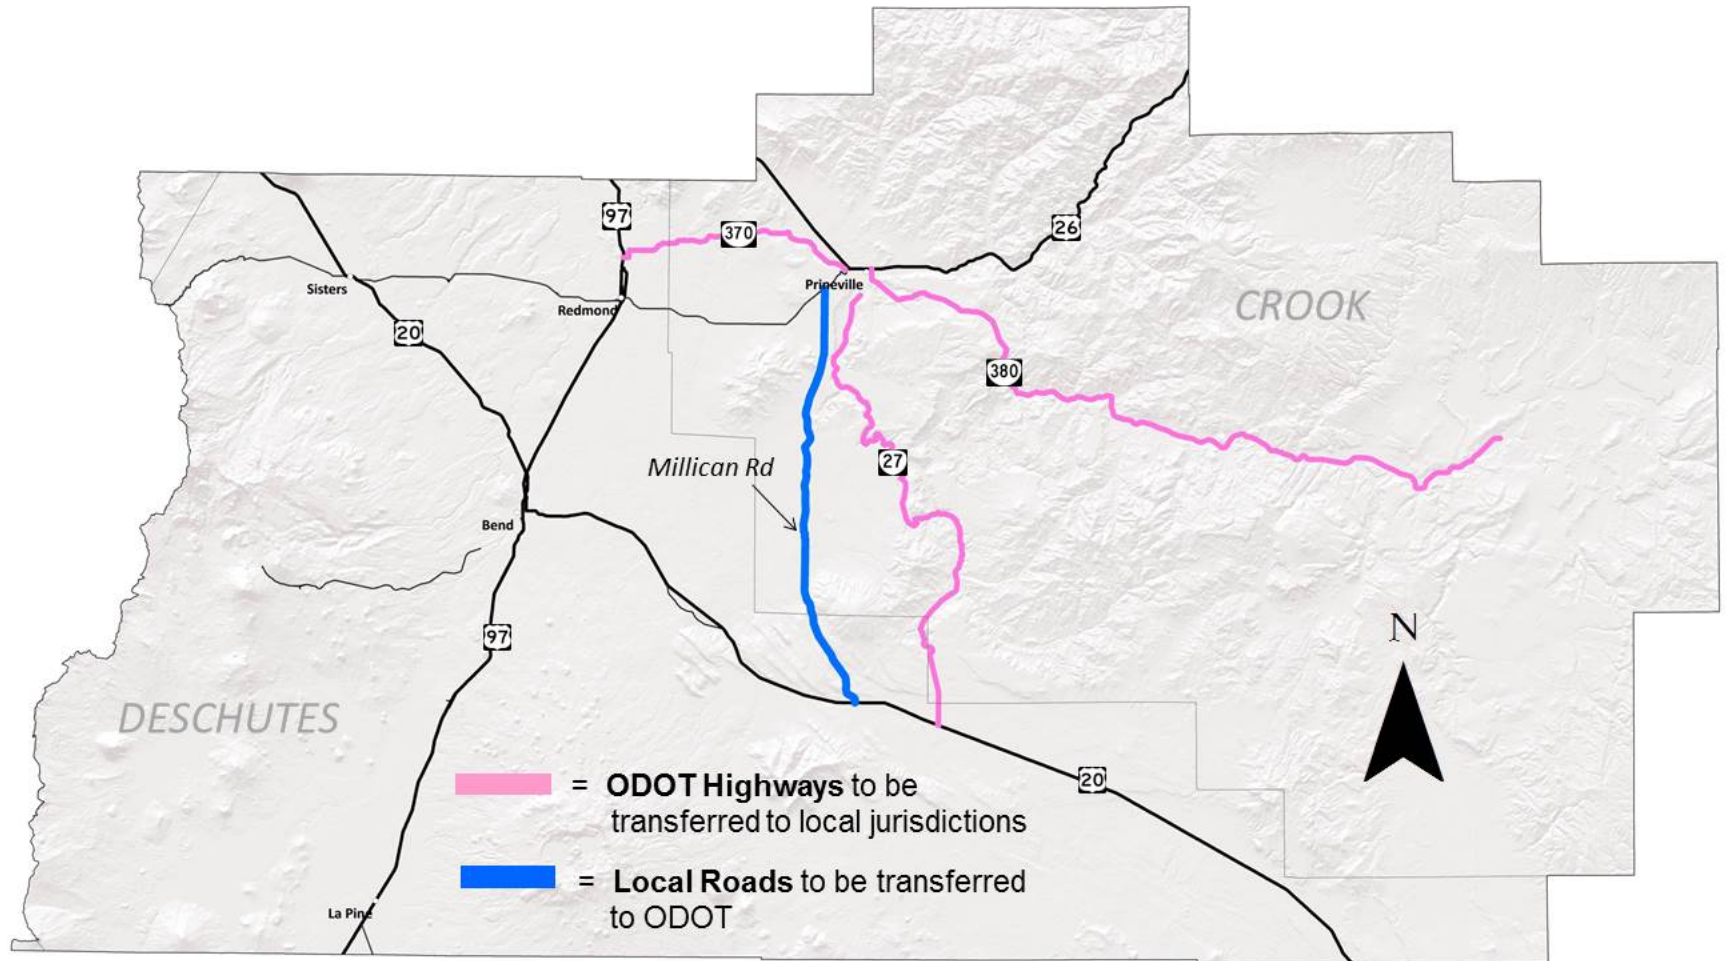 97
370
26
Sisters
Prineville
Redmond
CROOK
20
380
Millican Rd
27
Bend
97
N
DESCHUTES
20
= ODOT Highways to be
transferred to local jurisdictions
= Local Roads to be transferred
to ODOT
La Pine